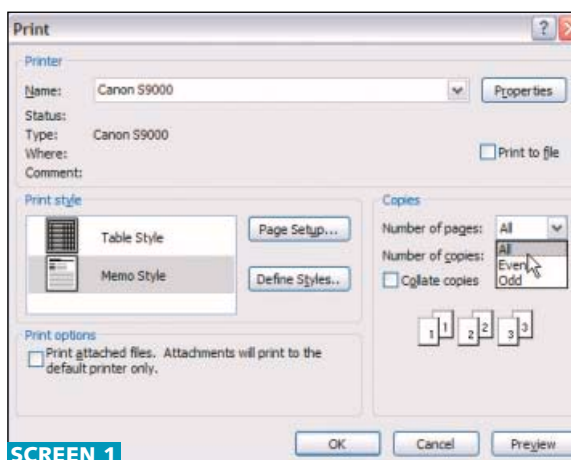 Print
Printer
Name: Canon S9000 Properties
Status:
Type: Canon S9000
Where: Print to file
Comment:
Print style
Table Style
Memo Style
Page Setup...
Define Styles..
Print options
Print attached files. Attachments will print to the
default printer only.
Copies
Number of pages: All
All
Even
Odd
Number of copies:
Collate copies
1 1 2 2 3 3
OK Cancel Preview
SCREEN 1